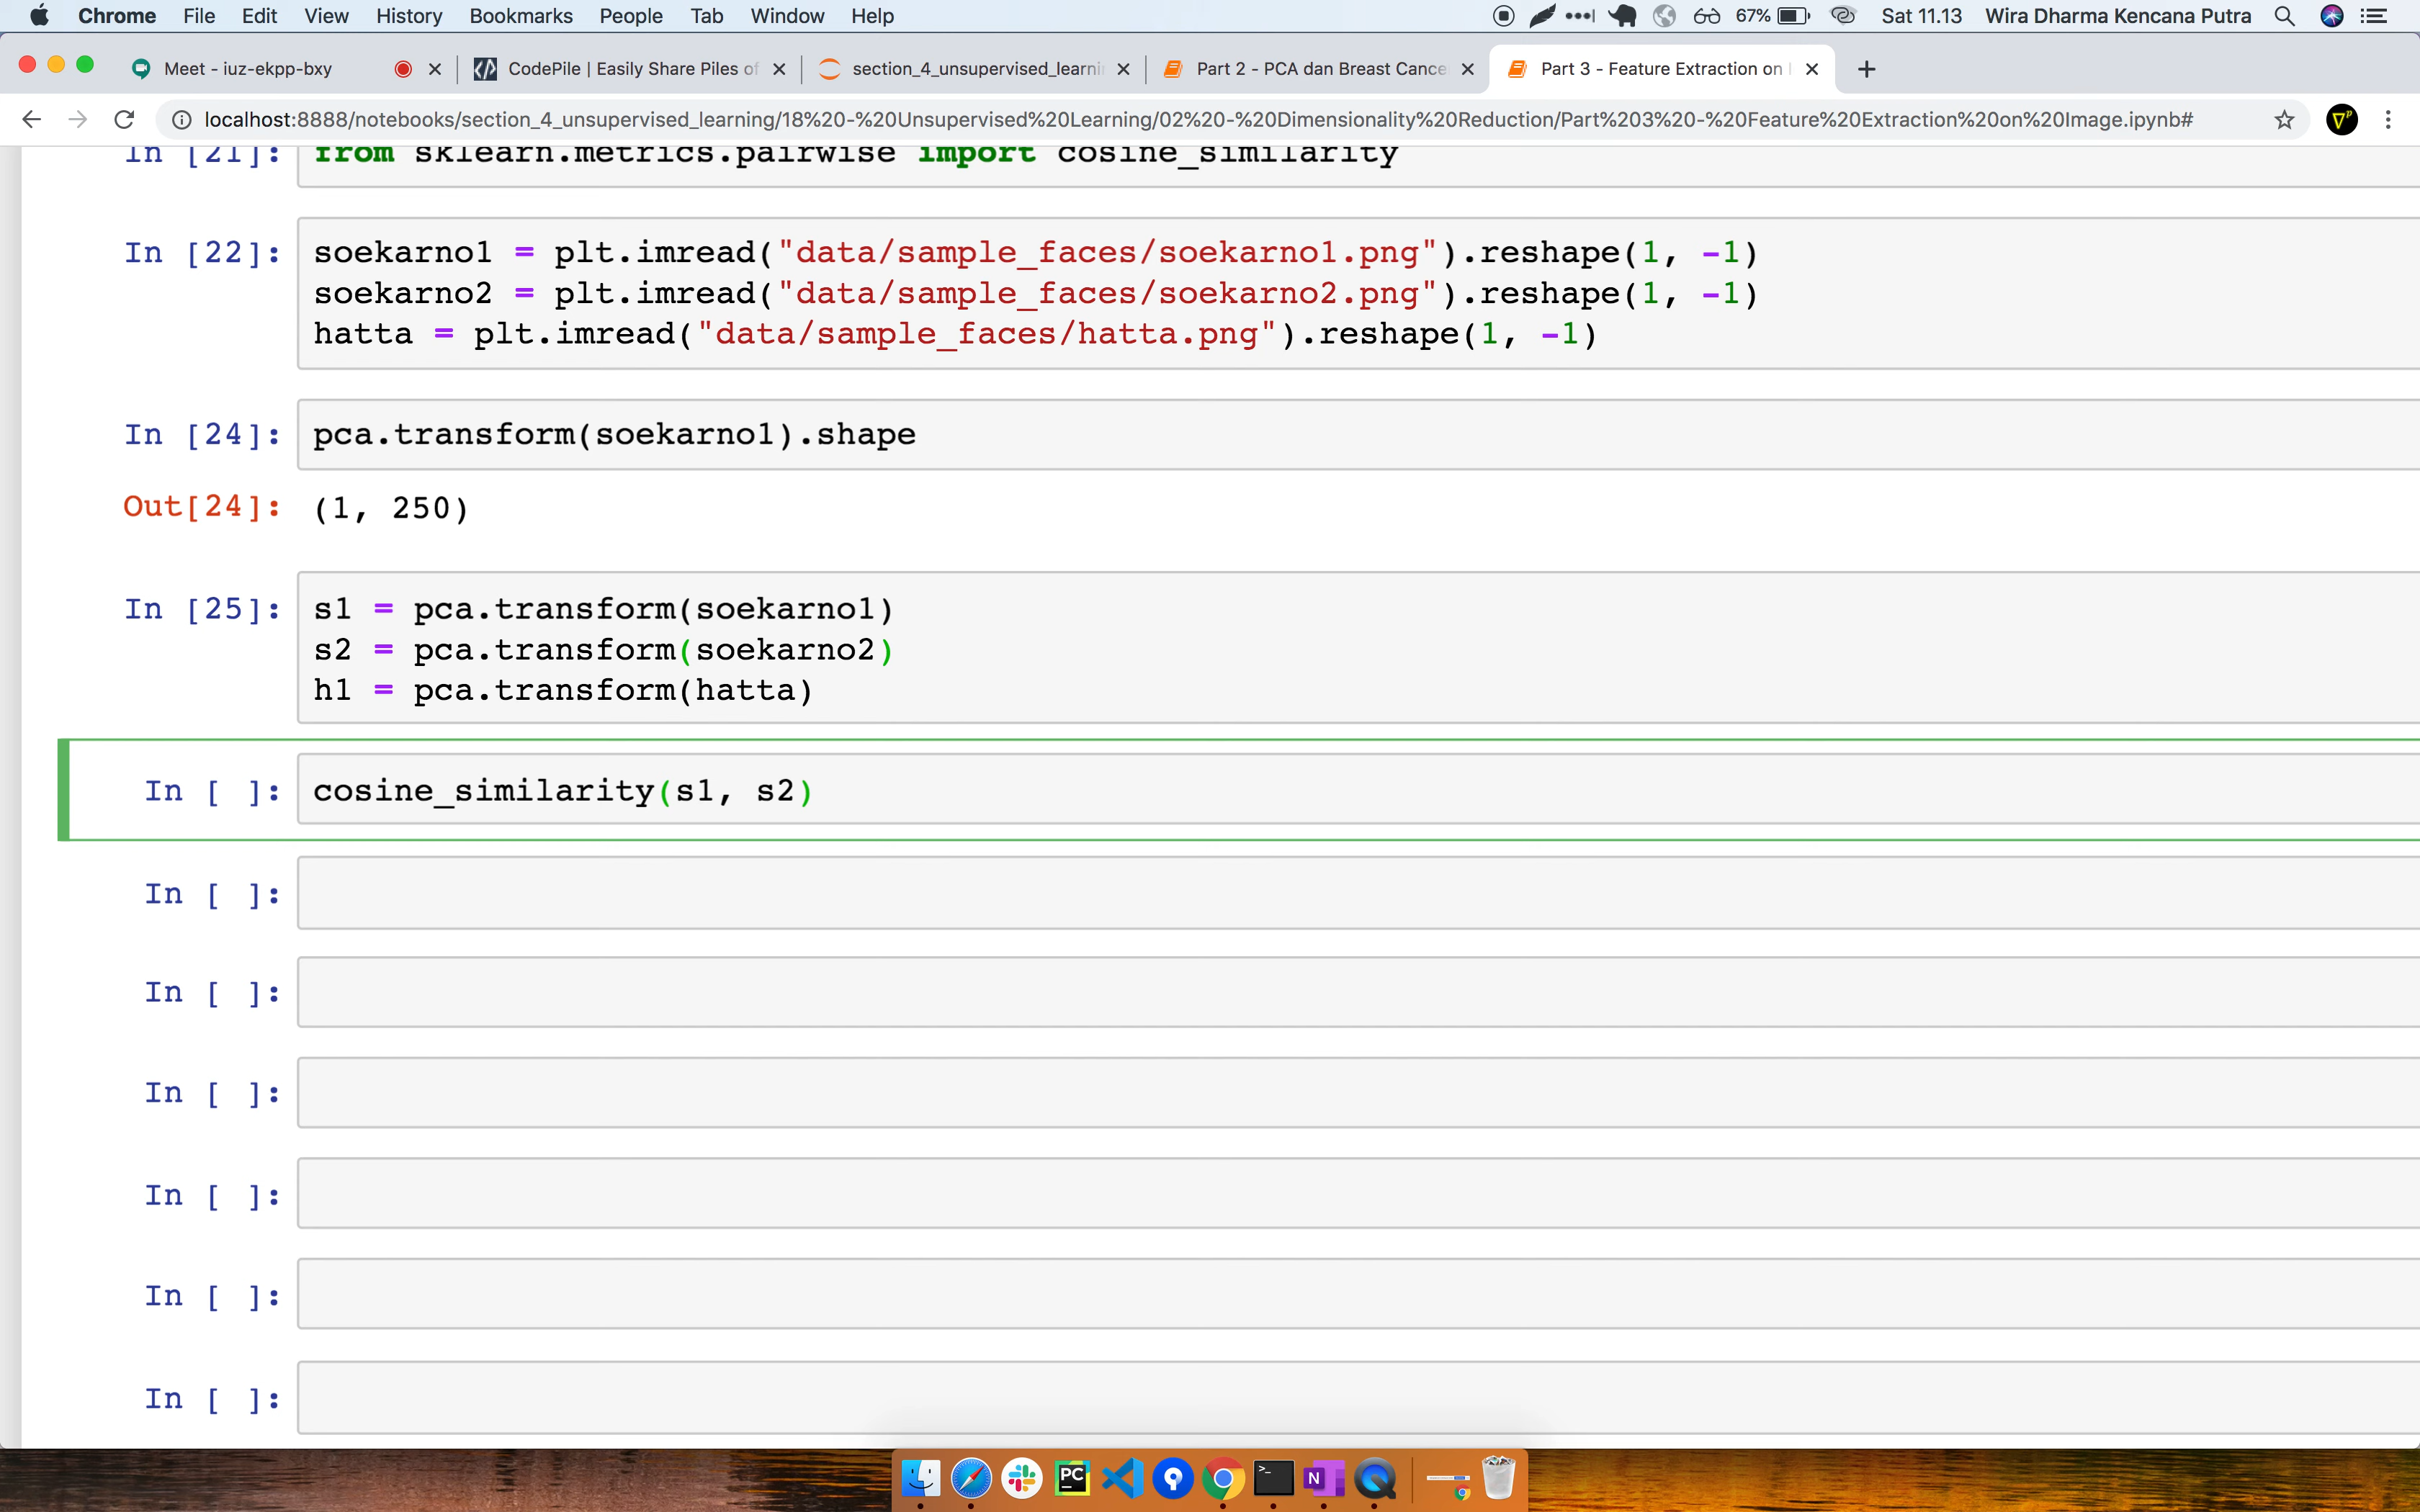 Chrome File Edit View History Bookmarks People Tab Window Help 67% Sat 11.13 Wira Dharma Kencana Putra
Meet - iuz-ekpp-bxy CodePile | Easily Share Piles of section_4_unsupervised_learni Part 2 - PCA dan Breast Cance Part 3 - Feature Extraction on
localhost:8888/notebooks/section_4_unsupervised_learning/18%20-%20Unsupervised%20Learning/02%20-%20Dimensionality%20Reduction/Part%203%20-%20Feature%20Extraction%20on%20Image.ipynb#
In [21]: from sklearn.metrics.pairwise import cosine_similarity
In [22]: soekarno1 = plt.imread("data/sample_faces/soekarno1.png").reshape(1, -1)
soekarno2 = plt.imread("data/sample_faces/soekarno2.png").reshape(1, -1)
hatta = plt.imread("data/sample_faces/hatta.png").reshape(1, -1)
In [24]: pca.transform(soekarno1).shape
Out[24]: (1, 250)
In [25]: s1 = pca.transform(soekarno1)
s2 = pca.transform(soekarno2)
h1 = pca.transform(hatta)
In [ ]: cosine_similarity(s1, s2)
In [ ]:
In [ ]:
In [ ]:
In [ ]:
In [ ]:
In [ ]:
PC N